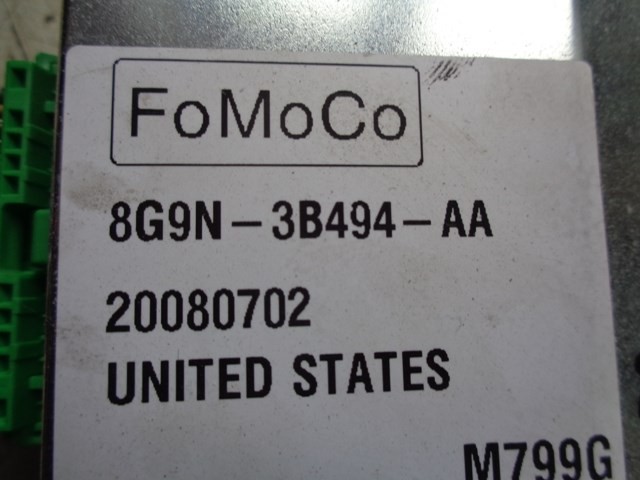 FoMoCo
8G9N-3B494-AA
20080702
UNITED STATES
M799G